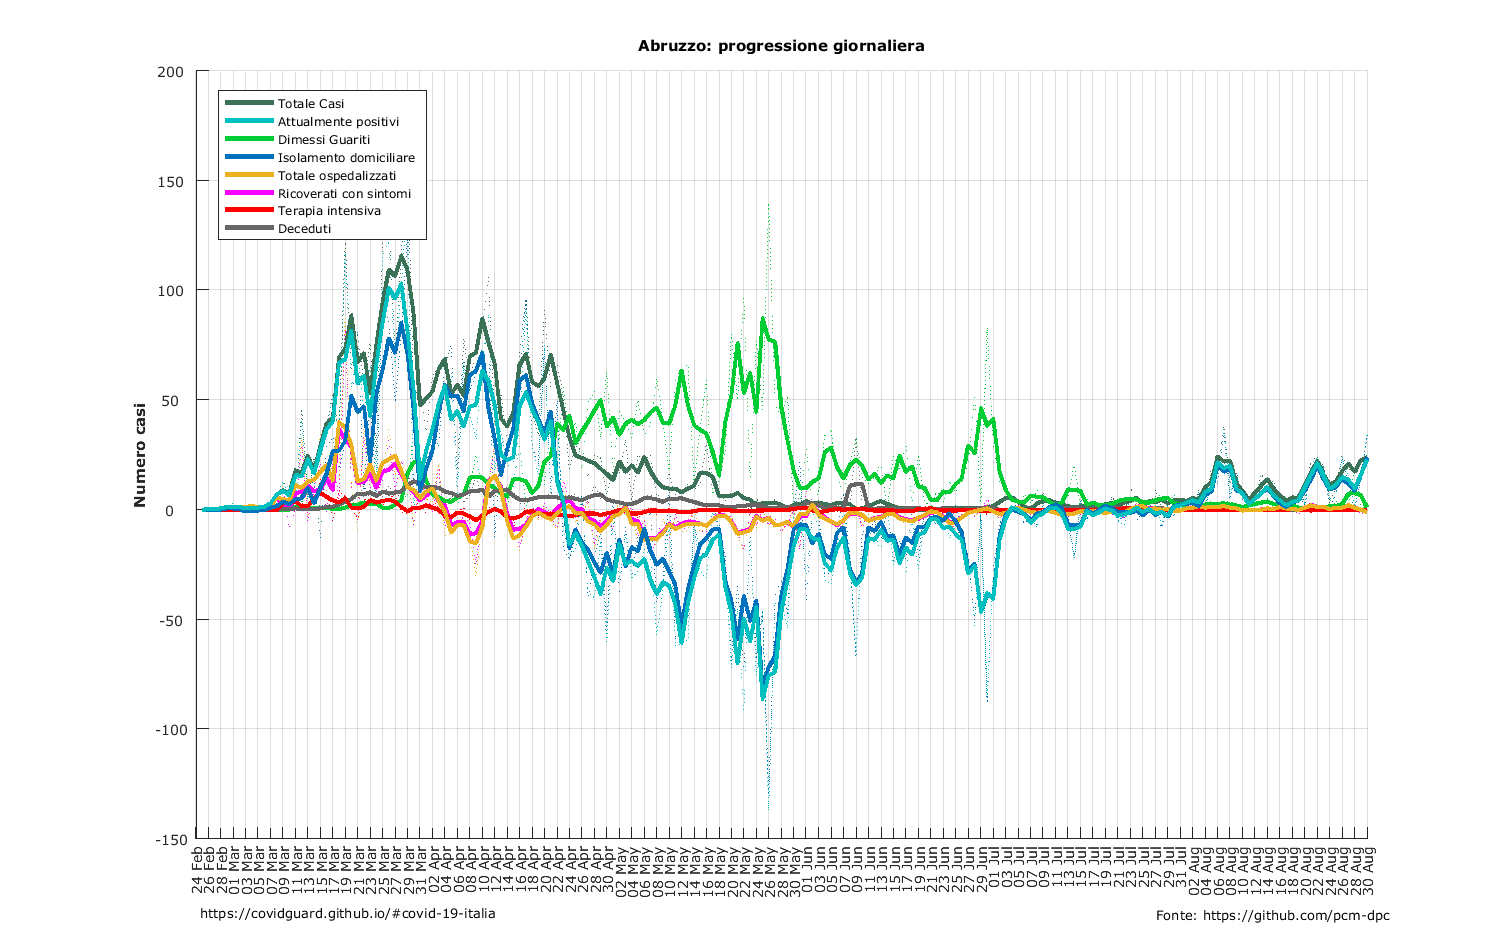 Abruzzo: progressione giornaliera
Numero casi
200
150
100
50
0
-50
-100
-150
Totale Casi
Attualmente positivi
Dimessi Guariti
Isolamento domiciliare
Totale ospedalizzati
Ricoverati con sintomi
Terapia intensiva
Deceduti
24 Feb
26 Feb
28 Feb
01 Mar
03 Mar
05 Mar
07 Mar
09 Mar
11 Mar
13 Mar
15 Mar
17 Mar
19 Mar
21 Mar
23 Mar
25 Mar
27 Mar
29 Mar
31 Mar
02 Apr
04 Apr
06 Apr
08 Apr
10 Apr
12 Apr
14 Apr
16 Apr
18 Apr
20 Apr
22 Apr
24 Apr
26 Apr
28 Apr
30 Apr
02 May
04 May
06 May
08 May
10 May
12 May
14 May
16 May
18 May
20 May
22 May
24 May
26 May
28 May
30 May
01 Jun
03 Jun
05 Jun
07 Jun
09 Jun
11 Jun
13 Jun
15 Jun
17 Jun
19 Jun
21 Jun
23 Jun
25 Jun
27 Jun
29 Jun
01 Jul
03 Jul
05 Jul
07 Jul
09 Jul
11 Jul
13 Jul
15 Jul
17 Jul
19 Jul
21 Jul
23 Jul
25 Jul
27 Jul
29 Jul
31 Jul
02 Aug
04 Aug
06 Aug
08 Aug
10 Aug
12 Aug
14 Aug
16 Aug
18 Aug
20 Aug
22 Aug
24 Aug
26 Aug
28 Aug
30 Aug
https://covidguard.github.io/#covid-19-italia
Fonte: https://github.com/pcm-dpc